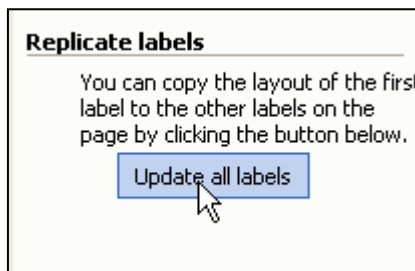 Replicate labels
You can copy the layout of the first
label to the other labels on the
page by clicking the button below.
Update all labels